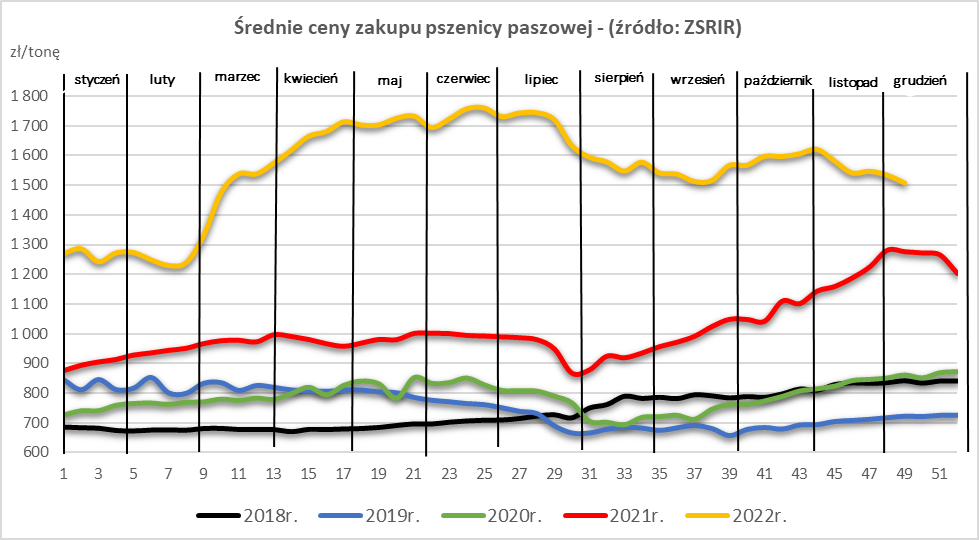 Średnie ceny zakupu pszenicy paszowej - (źródło: ZSRIR)
zł/tonę
styczeń luty marzec kwiecień maj czerwiec lipiec sierpień wrzesień październik listopad grudzień
1 800
1 700
1 600
1 500
1 400
1 300
1 200
1 100
1 000
900
800
700
600
1 3 5 7 9 11 13 15 17 19 21 23 25 27 29 31 33 35 37 39 41 43 45 47 49 51
2018r. 2019r. 2020r. 2021r. 2022r.